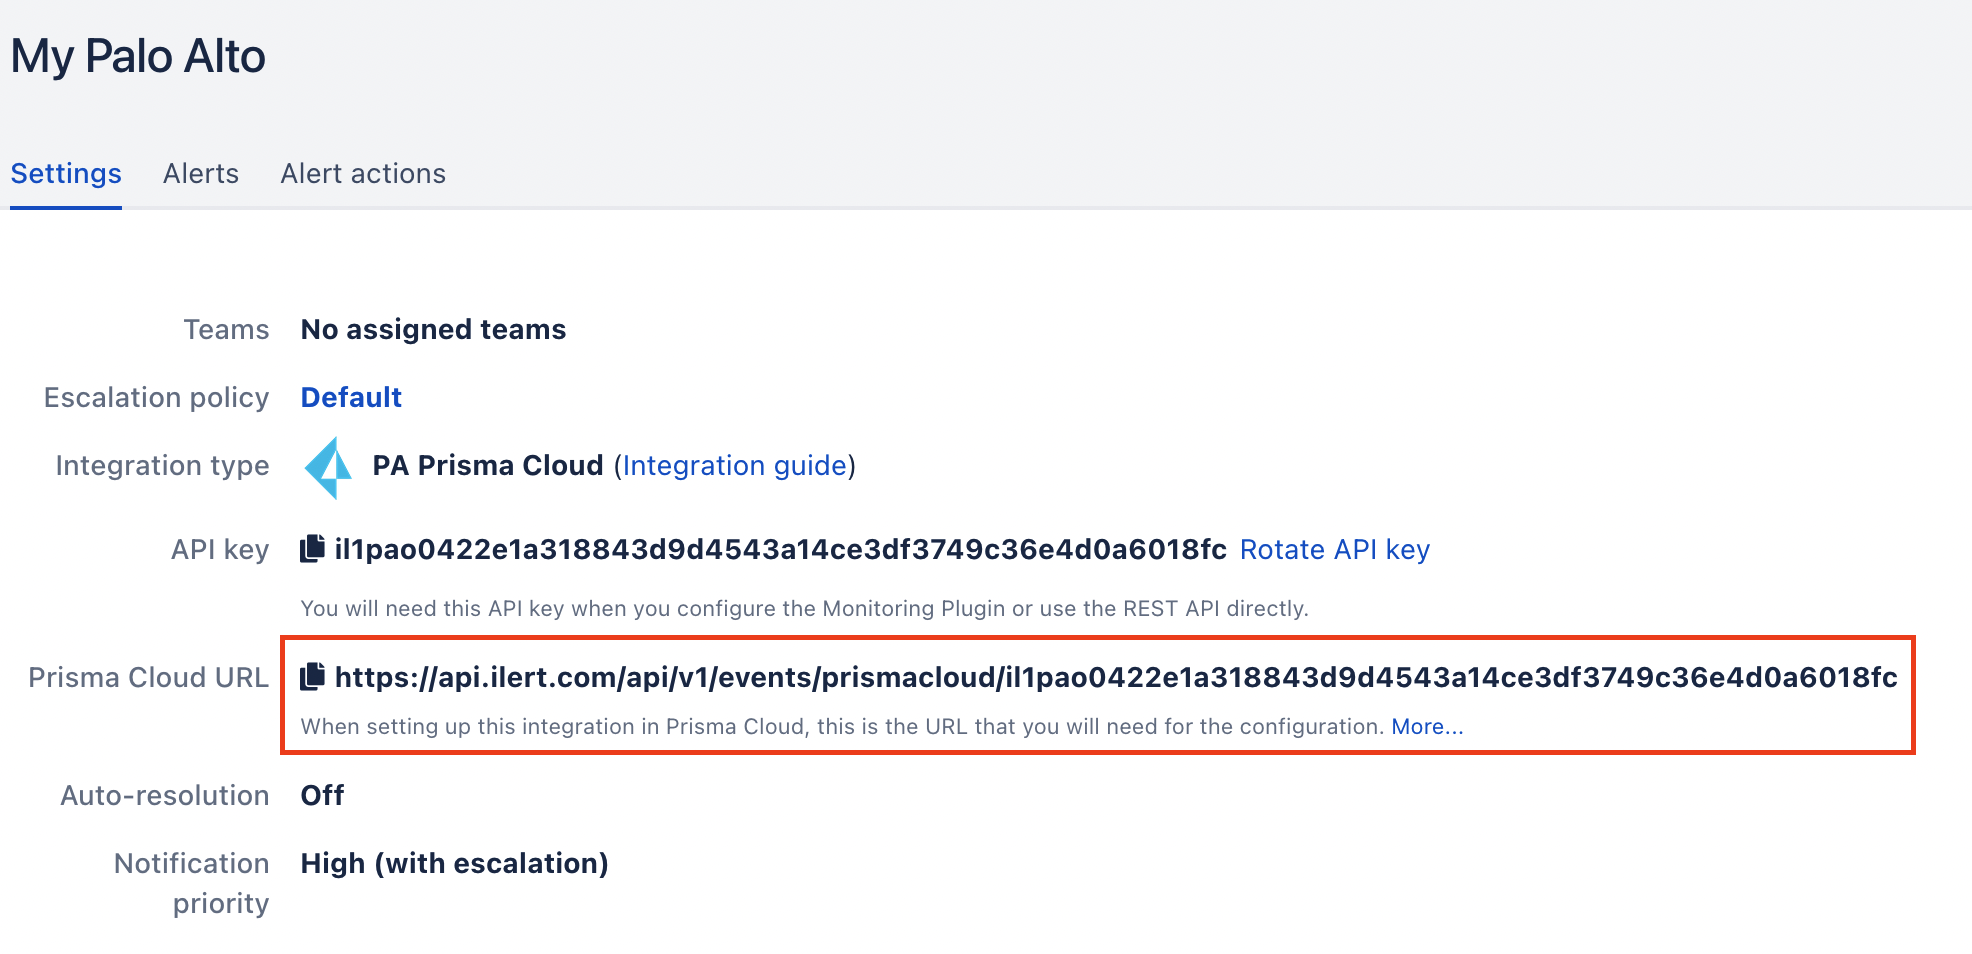 My Palo Alto
Settings Alerts Alert actions
Teams No assigned teams
Escalation policy Default
Integration type PA Prisma Cloud (Integration guide)
API key il1pao0422e1a318843d9d4543a14ce3df3749c36e4d0a6018fc Rotate API key
You will need this API key when you configure the Monitoring Plugin or use the REST API directly.
Prisma Cloud URL https://api.ilert.com/api/v1/events/prismacloud/il1pao0422e1a318843d9d4543a14ce3df3749c36e4d0a6018fc
When setting up this integration in Prisma Cloud, this is the URL that you will need for the configuration. More...
Auto-resolution Off
Notification High (with escalation)
priority